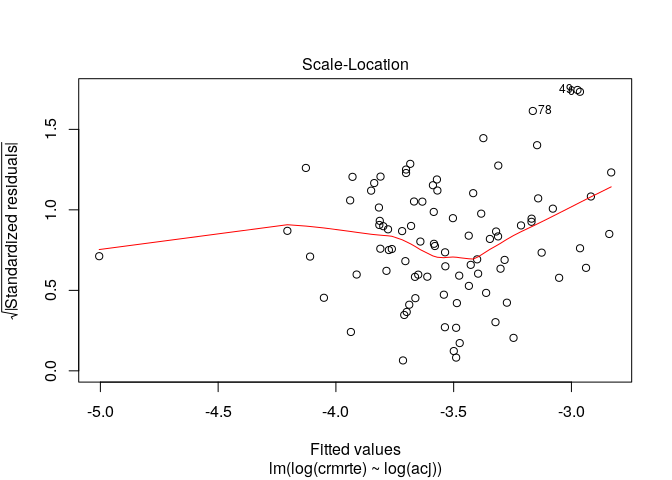 Scale-Location
√|Standardized residuals|
1.5
1.0
0.5
0.0
49
78
-5.0 -4.5 -4.0 -3.5 -3.0
Fitted values
lm(log(crmrte) ~ log(acj))